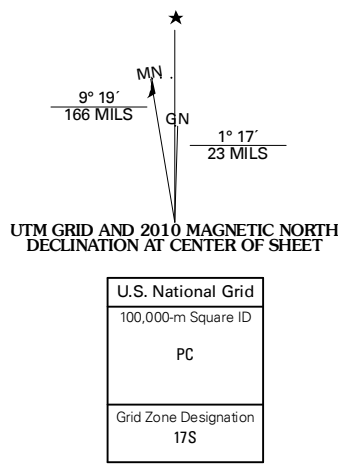 MN
9° 19´
166 MILS
GN
1° 17´
23 MILS
UTM GRID AND 2010 MAGNETIC NORTH
DECLINATION AT CENTER OF SHEET
U.S. National Grid
100,000-m Square ID
PC
Grid Zone Designation
17S